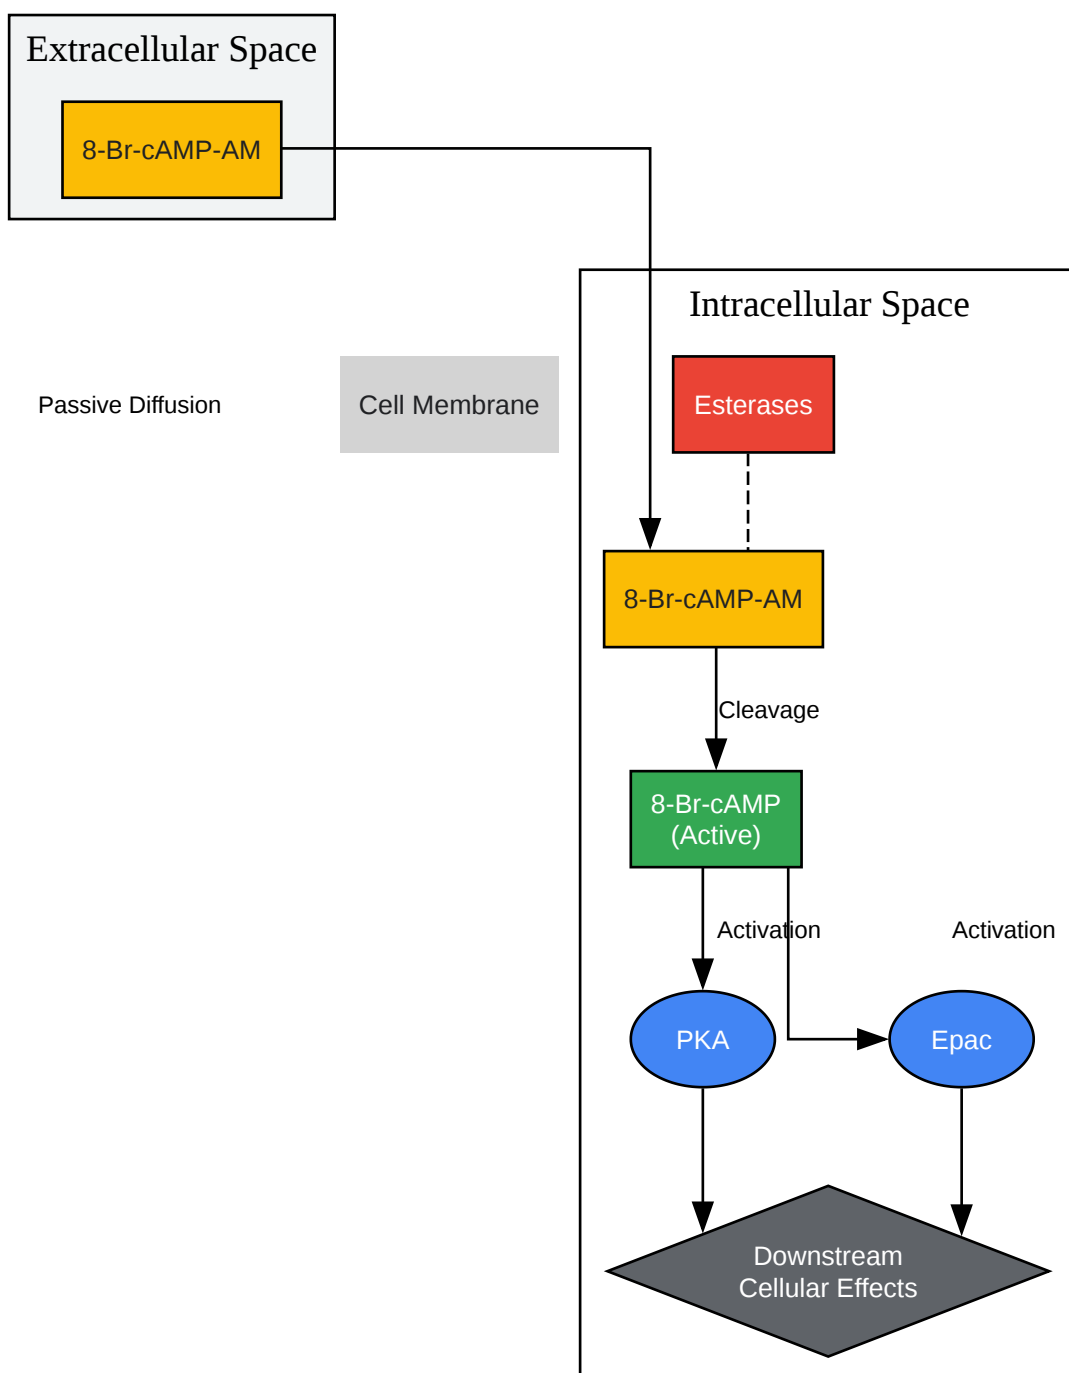 Extracellular Space
8-Br-cAMP-AM
Intracellular Space
Passive Diffusion
Cell Membrane
Esterases
8-Br-cAMP-AM
Cleavage
8-Br-cAMP
(Active)
Activation
Activation
PKA
Epac
Downstream
Cellular Effects